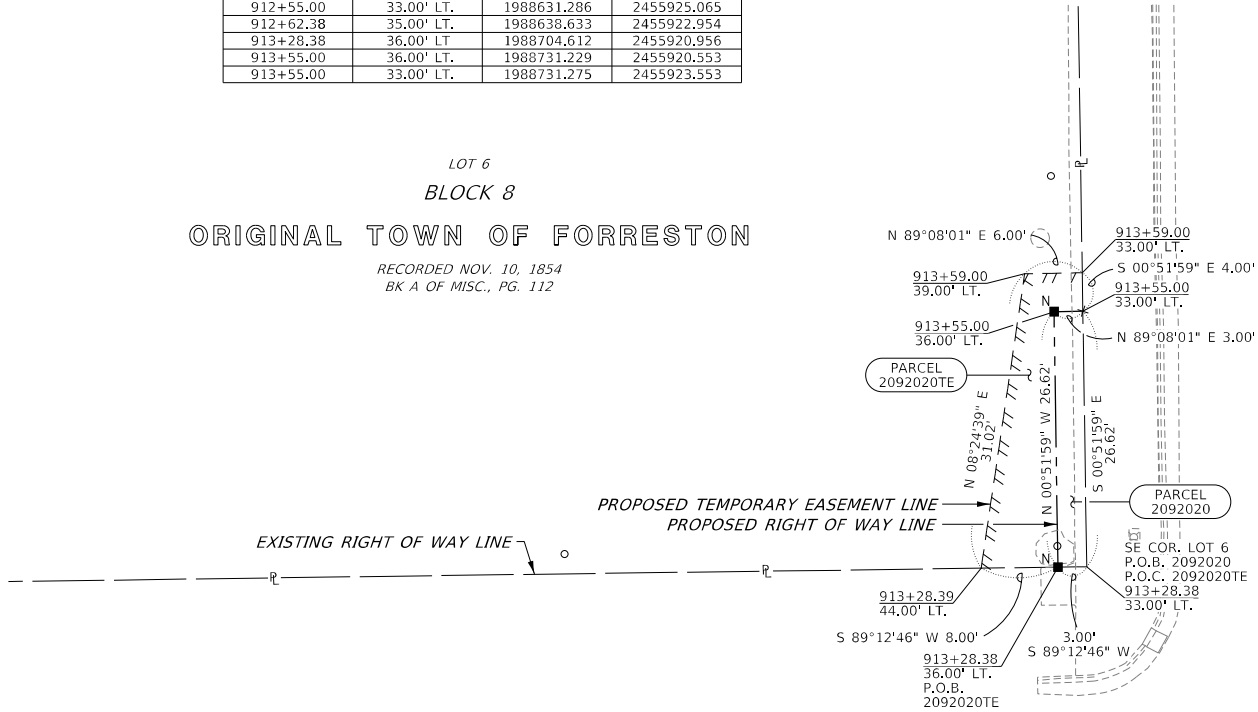 912+55.00 33.00' LT. 1988631.286 2455925.065
912+62.38 35.00' LT. 1988638.633 2455922.954
913+28.38 36.00' LT 1988704.612 2455920.956
913+55.00 36.00' LT. 1988731.229 2455920.553
913+55.00 33.00' LT. 1988731.275 2455923.553
LOT 6
BLOCK 8
ORIGINAL TOWN OF FORRESTON
RECORDED NOV. 10, 1854
BK A OF MISC., PG. 112
PL
N 89°08'01" E 6.00'
913+59.00
33.00' LT.
S 00°51'59" E 4.00'
913+59.00
39.00' LT.
913+55.00
33.00' LT.
N
913+55.00
36.00' LT.
N 89°08'01" E 3.00'
PARCEL
2092020TE
N 08°24'39" E
31.02'
N 00°51'59" W 26.62'
S 00°51'59" E
26.62'
PROPOSED TEMPORARY EASEMENT LINE
PROPOSED RIGHT OF WAY LINE
PARCEL
2092020
EXISTING RIGHT OF WAY LINE
PL
PL
N
SE COR. LOT 6
P.O.B. 2092020
P.O.C. 2092020TE
913+28.38
33.00' LT.
913+28.39
44.00' LT.
S 89°12'46" W 8.00'
3.00'
S 89°12'46" W
913+28.38
36.00' LT.
P.O.B.
2092020TE